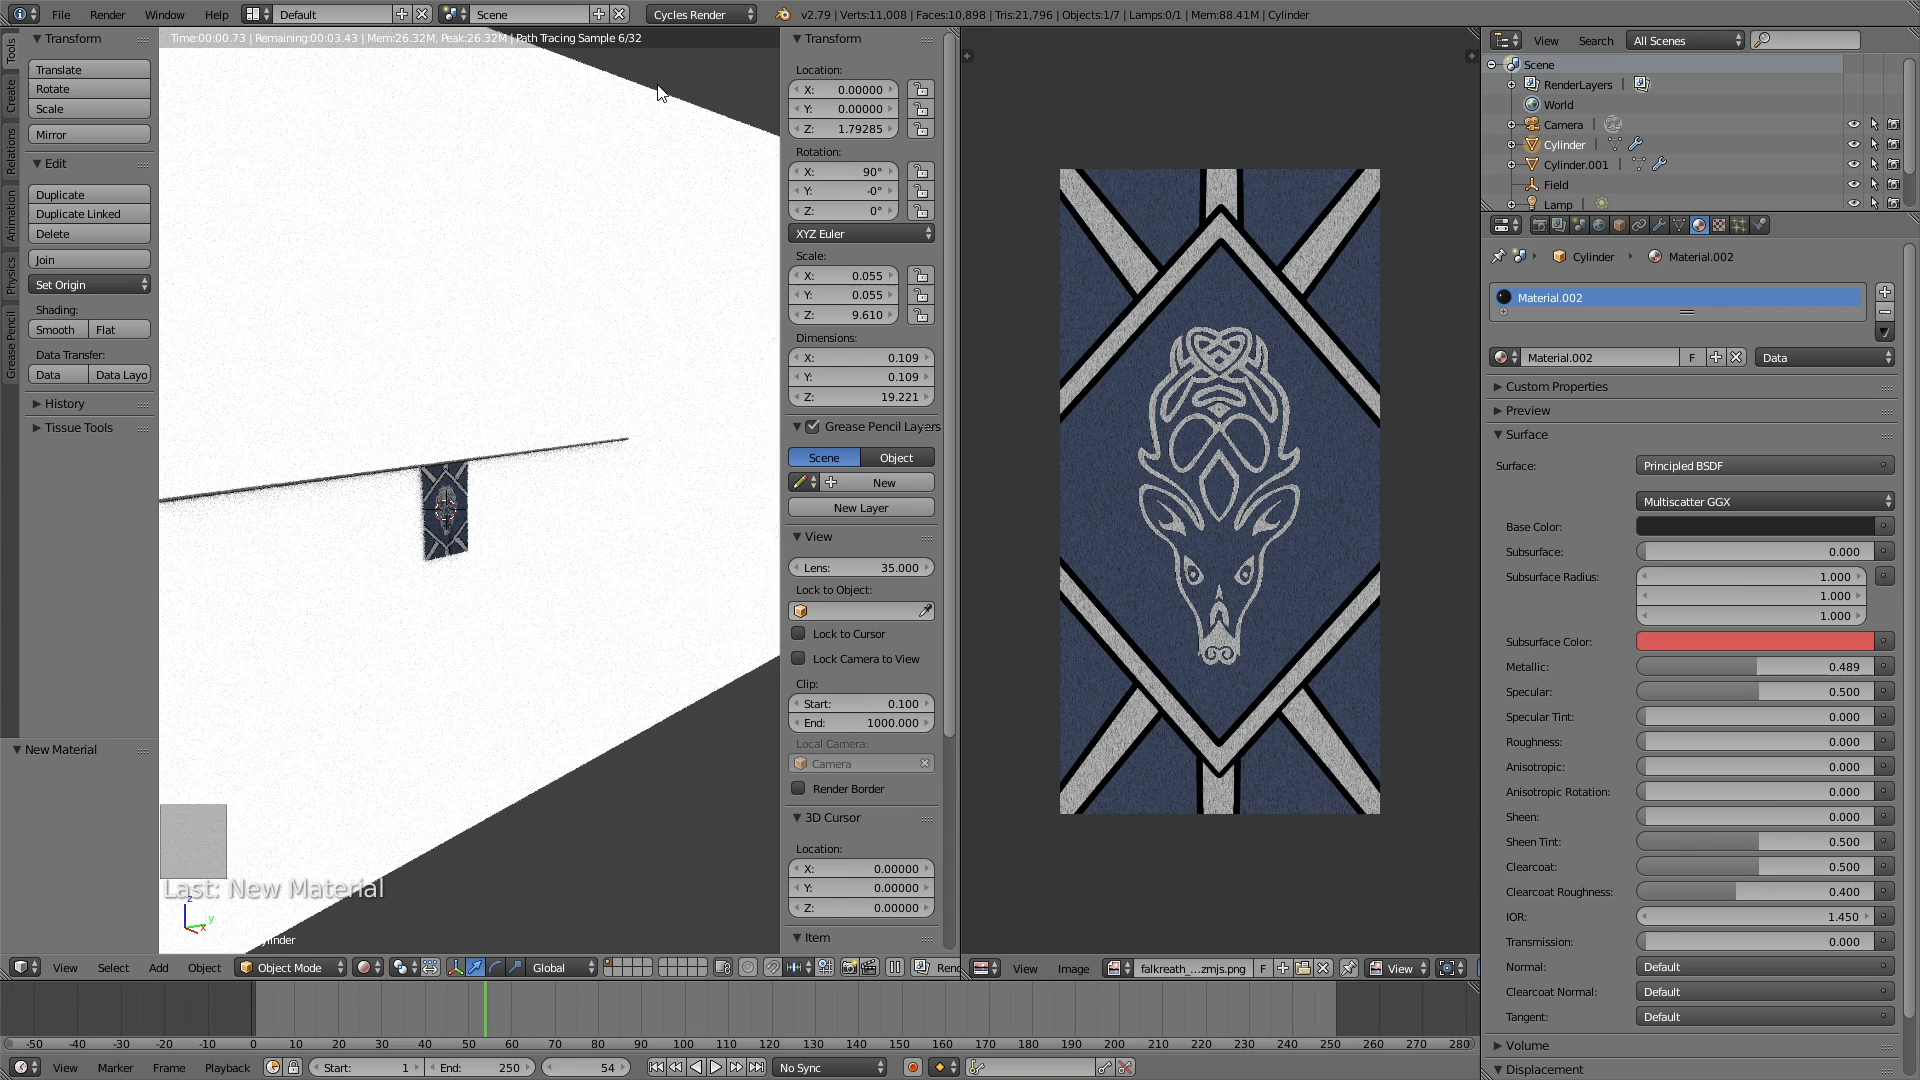 File Render Window Help Default Scene Cycles Render v2.79 | Verts:11,008 | Faces:10,898 | Tris:21,796 | Objects:1/7 | Lamps:0/1 | Mem:88.41M | Cylinder
Time:00:00.73 | Remaining:00:03.43 | Mem:26.32M, Peak:26.32M | Path Tracing Sample 6/32
Tools
Create
Relations
Animation
Physics
Grease Pencil
Transform
Translate
Rotate
Scale
Mirror
Edit
Duplicate
Duplicate Linked
Delete
Join
Set Origin
Shading:
Smooth Flat
Data Transfer:
Data Data Layo
History
Tissue Tools
New Material
Last: New Material
z
y
x
ylinder
Transform
Location:
X: 0.00000
Y: 0.00000
Z: 1.79285
Rotation:
X: 90°
Y: -0°
Z: 0°
XYZ Euler
Scale:
X: 0.055
Y: 0.055
Z: 9.610
Dimensions:
X: 0.109
Y: 0.109
Z: 19.221
Grease Pencil Layers
Scene Object
New
New Layer
View
Lens: 35.000
Lock to Object:
Lock to Cursor
Lock Camera to View
Clip:
Start: 0.100
End: 1000.000
Local Camera:
Camera
Render Border
3D Cursor
Location:
X: 0.00000
Y: 0.00000
Z: 0.00000
Item
View Search All Scenes
Scene
RenderLayers |
World
Camera |
Cylinder |
Cylinder.001 |
Field
Lamp |
Cylinder Material.002
Material.002
Material.002 F Data
Custom Properties
Preview
Surface
Surface: Principled BSDF
Multiscatter GGX
Base Color:
Subsurface: 0.000
Subsurface Radius: 1.000
1.000
1.000
Subsurface Color:
Metallic: 0.489
Specular: 0.500
Specular Tint: 0.000
Roughness: 0.000
Anisotropic: 0.000
Anisotropic Rotation: 0.000
Sheen: 0.000
Sheen Tint: 0.500
Clearcoat: 0.500
Clearcoat Roughness: 0.400
IOR: 1.450
Transmission: 0.000
Normal: Default
Clearcoat Normal: Default
Tangent: Default
Volume
Displacement
View Select Add Object Object Mode Global Ren
View Image falkreath_...zmjs.png F View
-50 -40 -30 -20 -10 0 10 20 30 40 50 60 70 80 90 100 110 120 130 140 150 160 170 180 190 200 210 220 230 240 250 260 270 280
View Marker Frame Playback Start: 1 End: 250 54 No Sync